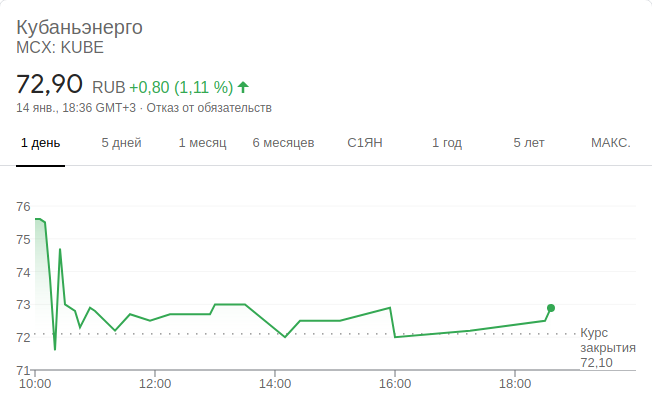 Кубаньэнерго
MCX: KUBE
72,90 RUB +0,80 (1,11 %)
14 янв., 18:36 GMT+3 · Отказ от обязательств
1 день 5 дней 1 месяц 6 месяцев С1ЯН 1 год 5 лет МАКС.
76
75
74
73
72
71
Курс
закрытия
72,10
10:00 12:00 14:00 16:00 18:00